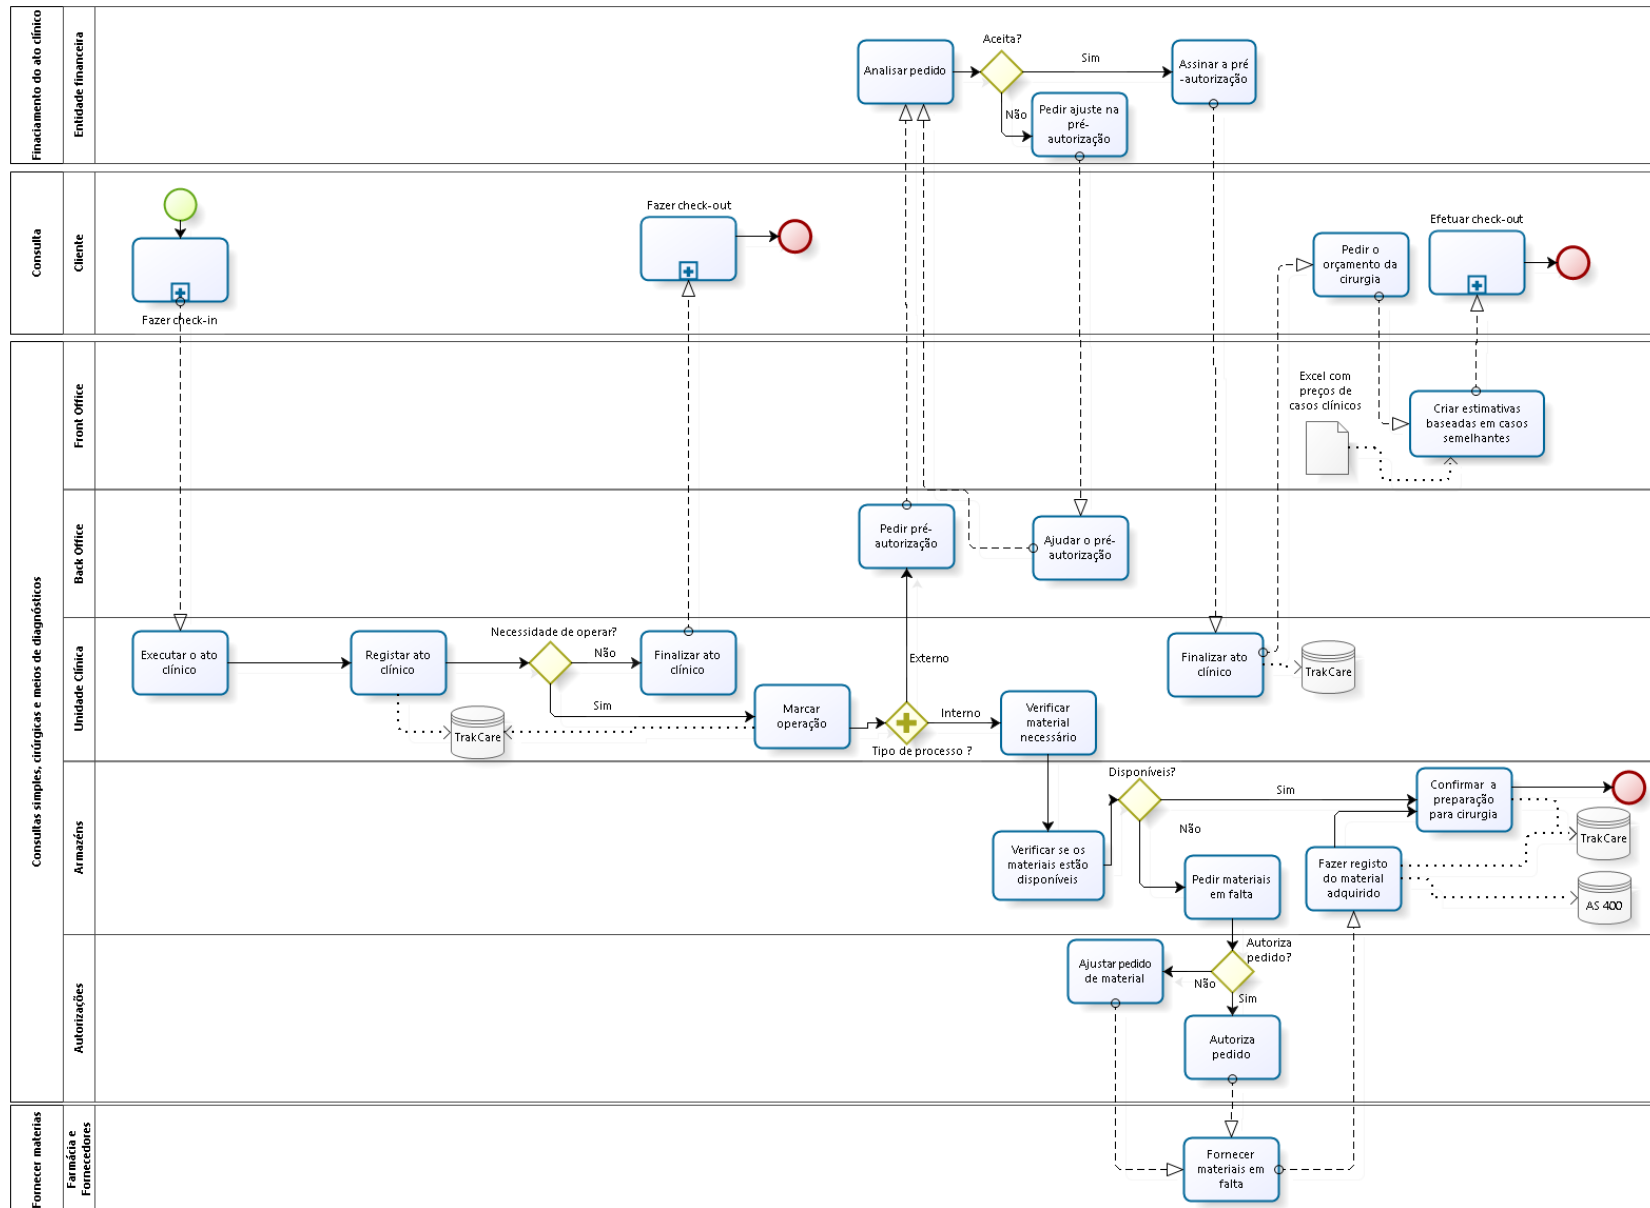 Finaciamento do ato clínico
Entidade financeira
Analisar pedido
Aceita?
Sim
Não
Pedir ajuste na
pré-
autorização
Assinar a pré
-autorização
Consulta
Cliente
Fazer check-in
Fazer check-out
Pedir o
orçamento da
cirurgia
Efetuar check-out
Consultas simples, cirúrgicas e meios de diagnósticos
Front Office
Excel com
preços de
casos clínicos
Criar estimativas
baseadas em casos
semelhantes
Back Office
Pedir pré-
autorização
Ajudar o pré-
autorização
Unidade Clínica
Executar o ato
clínico
Registar ato
clínico
Necessidade de operar?
Não
Sim
Finalizar ato
clínico
TrakCare
Marcar
operação
Externo
Interno
Tipo de processo ?
Verificar
material
necessário
Finalizar ato
clínico
TrakCare
Armazéns
Verificar se os
materiais estão
disponíveis
Disponíveis?
Sim
Não
Pedir materiais
em falta
Confirmar a
preparação
para cirurgia
Fazer registo
do material
adquirido
TrakCare
AS 400
Autorizações
Ajustar pedido
de material
Autoriza
pedido?
Não
Sim
Autoriza
pedido
Fornecer materias
Farmácia e
Fornecedores
Fornecer
materiais em
falta